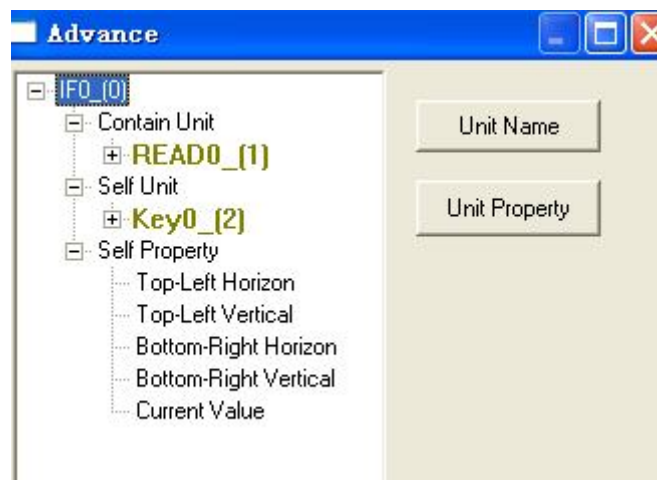 Advance
IF0_(0)
Contain Unit
READ0_(1)
Self Unit
Key0_(2)
Self Property
Top-Left Horizon
Top-Left Vertical
Bottom-Right Horizon
Bottom-Right Vertical
Current Value
Unit Name
Unit Property